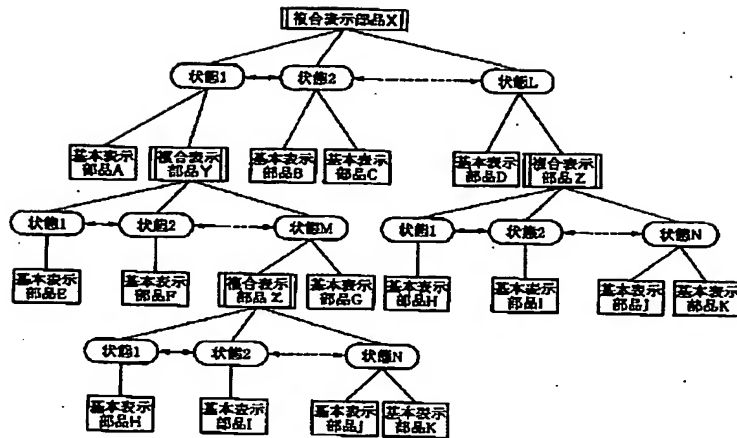 複合表示部品X
状態1
状態2
状態L
基本表示
部品A
複合表示
部品Y
基本表示
部品B
基本表示
部品C
基本表示
部品D
複合表示
部品Z
状態1
状態2
状態M
状態1
状態2
状態N
基本表示
部品E
基本表示
部品F
複合表示
部品Z
基本表示
部品G
基本表示
部品H
基本表示
部品I
基本表示
部品J
基本表示
部品K
状態1
状態2
状態N
基本表示
部品H
基本表示
部品I
基本表示
部品J
基本表示
部品K